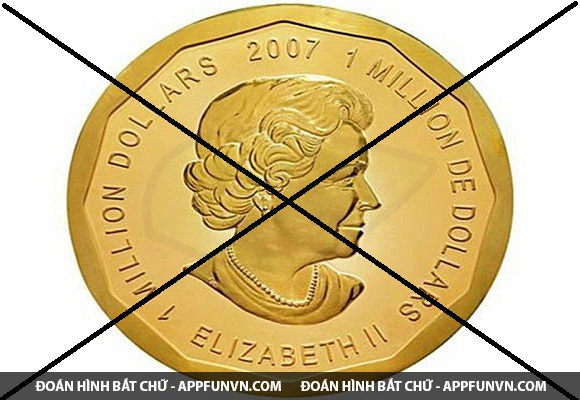 1 MILLION DOLLARS 2007 1 MILLION DE DOLLARS
ELIZABETH II
ĐOÁN HÌNH BẮT CHỮ - APPFUNVN.COM ĐOÁN HÌNH BẮT CHỮ - APPFUNVN.COM